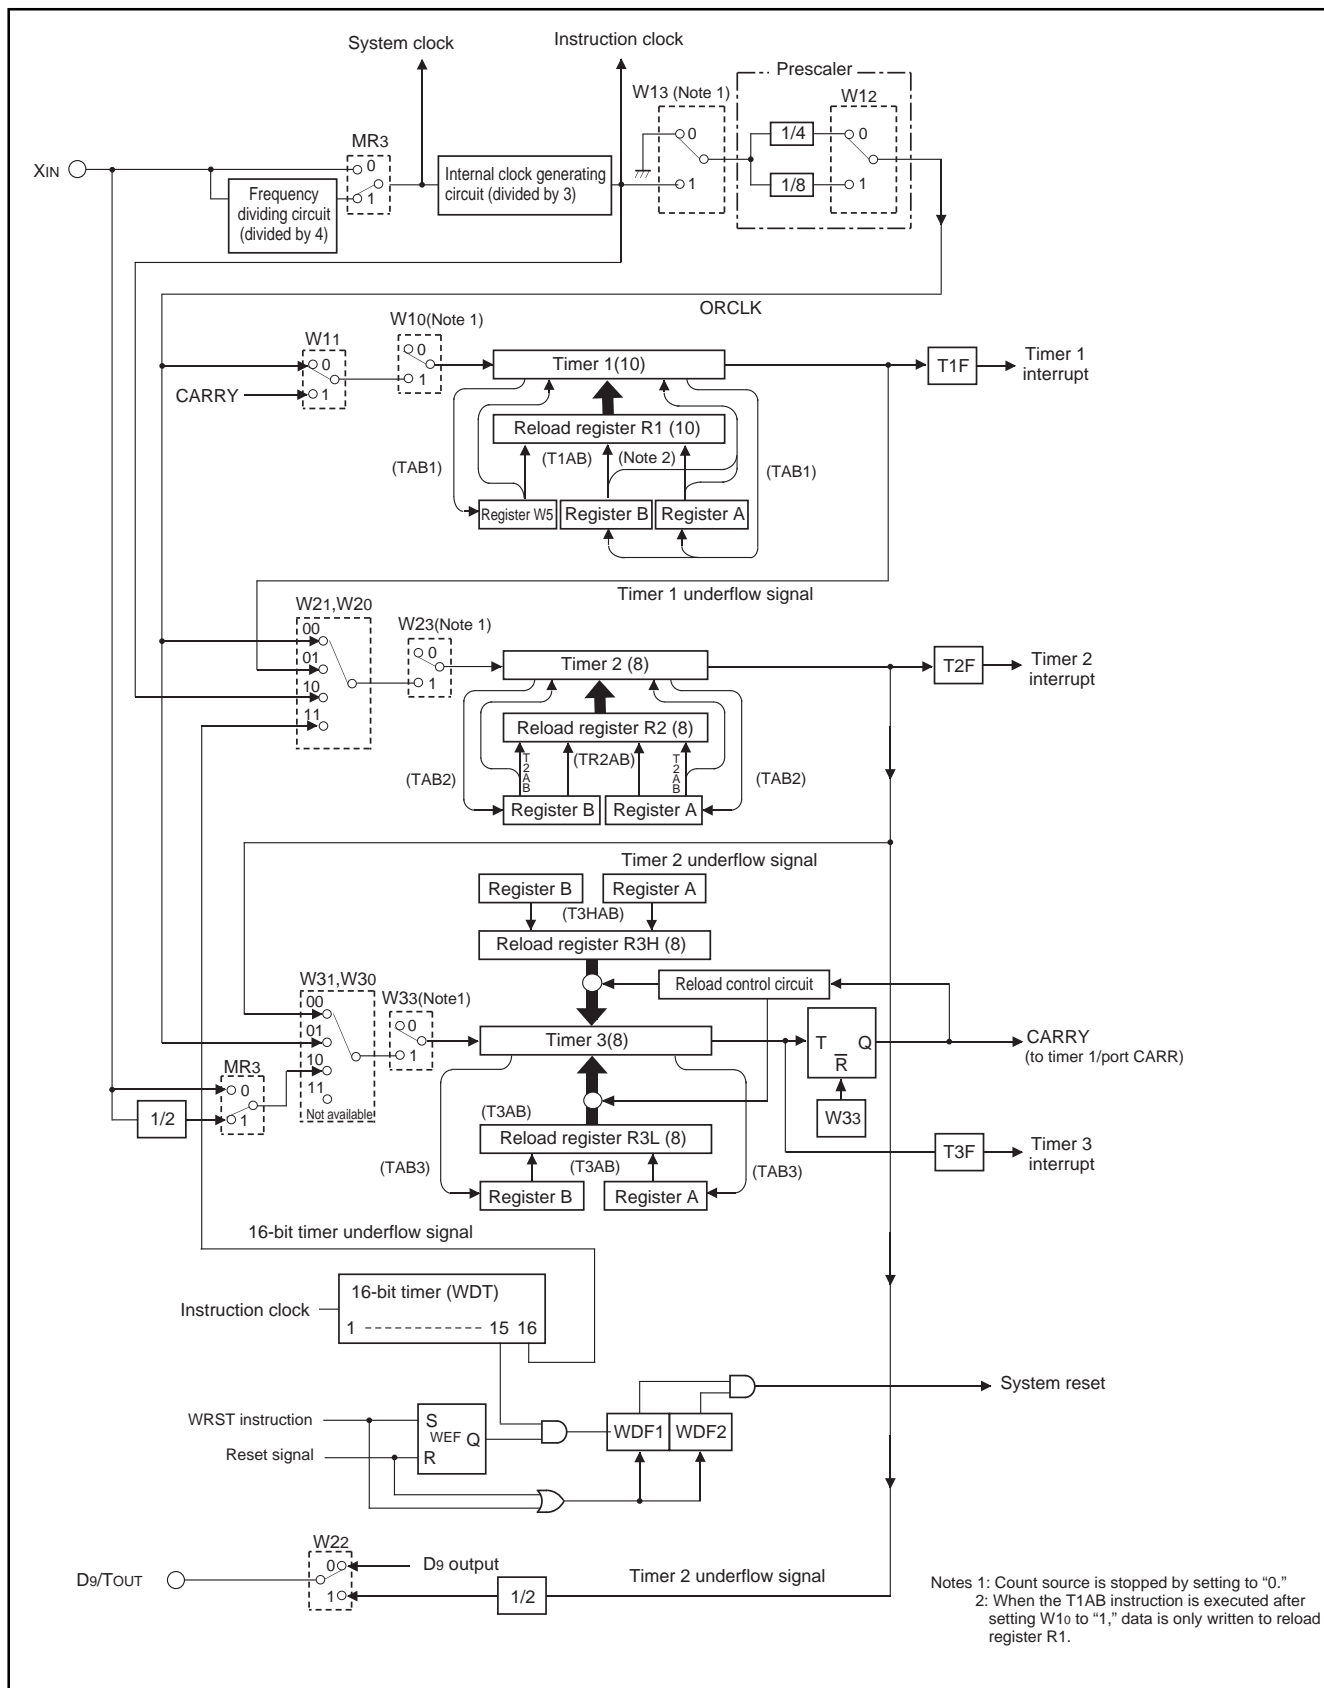 System clock
Instruction clock
Prescaler
W13 (Note 1)
W12
MR3
XIN
0
1
Frequency
dividing circuit
(divided by 4)
Internal clock generating
circuit (divided by 3)
0
1
1/4
1/8
0
1
ORCLK
W11
W10(Note 1)
0
1
CARRY
0
1
Timer 1(10)
T1F
Timer 1
interrupt
Reload register R1 (10)
(TAB1)
(T1AB)
(Note 2)
(TAB1)
Register W5
Register B
Register A
Timer 1 underflow signal
W21,W20
W23(Note 1)
00
01
10
11
0
1
Timer 2 (8)
T2F
Timer 2
interrupt
Reload register R2 (8)
(TAB2)
T2AB
(TR2AB)
T2AB
(TAB2)
Register B
Register A
Timer 2 underflow signal
Register B
Register A
(T3HAB)
Reload register R3H (8)
W31,W30
W33(Note1)
Reload control circuit
00
01
10
11
Not available
0
1
Timer 3(8)
T
Q
R
W33
CARRY
(to timer 1/port CARR)
MR3
0
1
1/2
(T3AB)
Reload register R3L (8)
T3F
Timer 3
interrupt
(TAB3)
(T3AB)
(TAB3)
Register B
Register A
16-bit timer underflow signal
16-bit timer (WDT)
Instruction clock
1 ------------- 15 16
System reset
WRST instruction
S
WEF
Q
R
Reset signal
WDF1
WDF2
W22
D9/TOUT
0
1
D9 output
1/2
Timer 2 underflow signal
Notes 1: Count source is stopped by setting to “0.”
2: When the T1AB instruction is executed after
setting W10 to “1,” data is only written to reload
register R1.